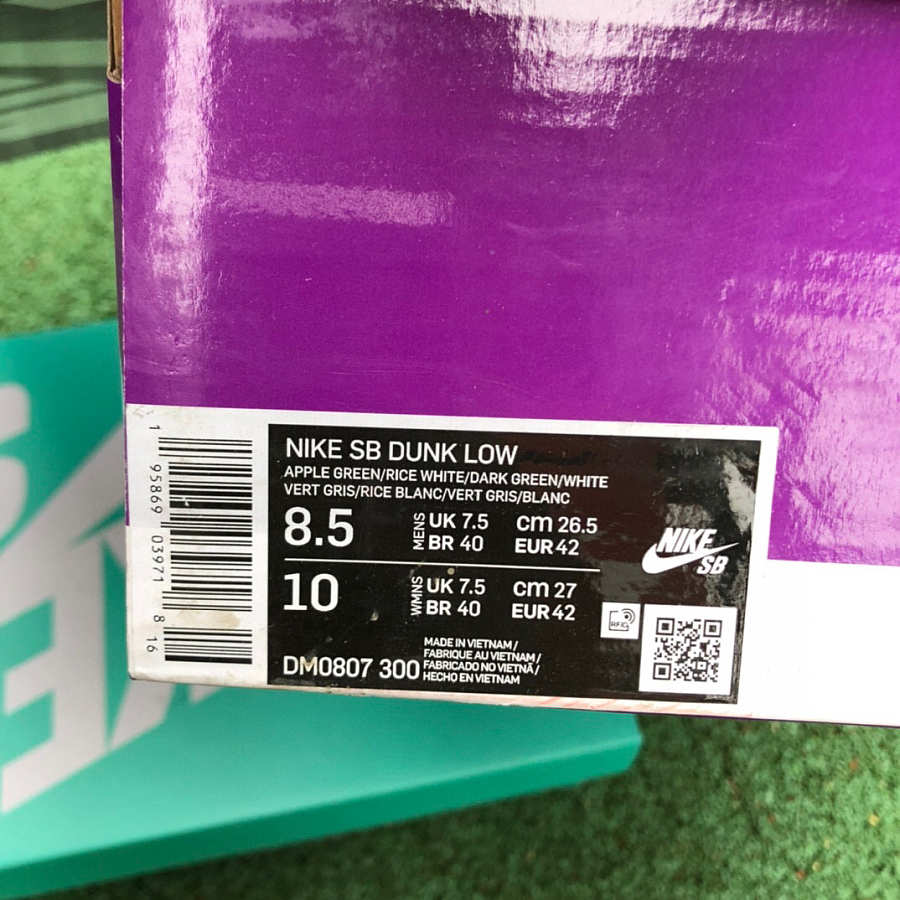 NIKE SB DUNK LOW
APPLE GREEN/RICE WHITE/DARK GREEN/WHITE
VERT GRIS/RICE BLANC/VERT GRIS/BLANC
8.5
MENS
UK 7.5 cm 26.5
BR 40 EUR 42
10
WMNS
UK 7.5 cm 27
BR 40 EUR 42
NIKE
SB
RFID
DM0807 300
MADE IN VIETNAM /
FABRIQUE AU VIETNAM /
FABRICADO NO VIETNÃ /
HECHO EN VIETNAM
1 95869 03971 8 16